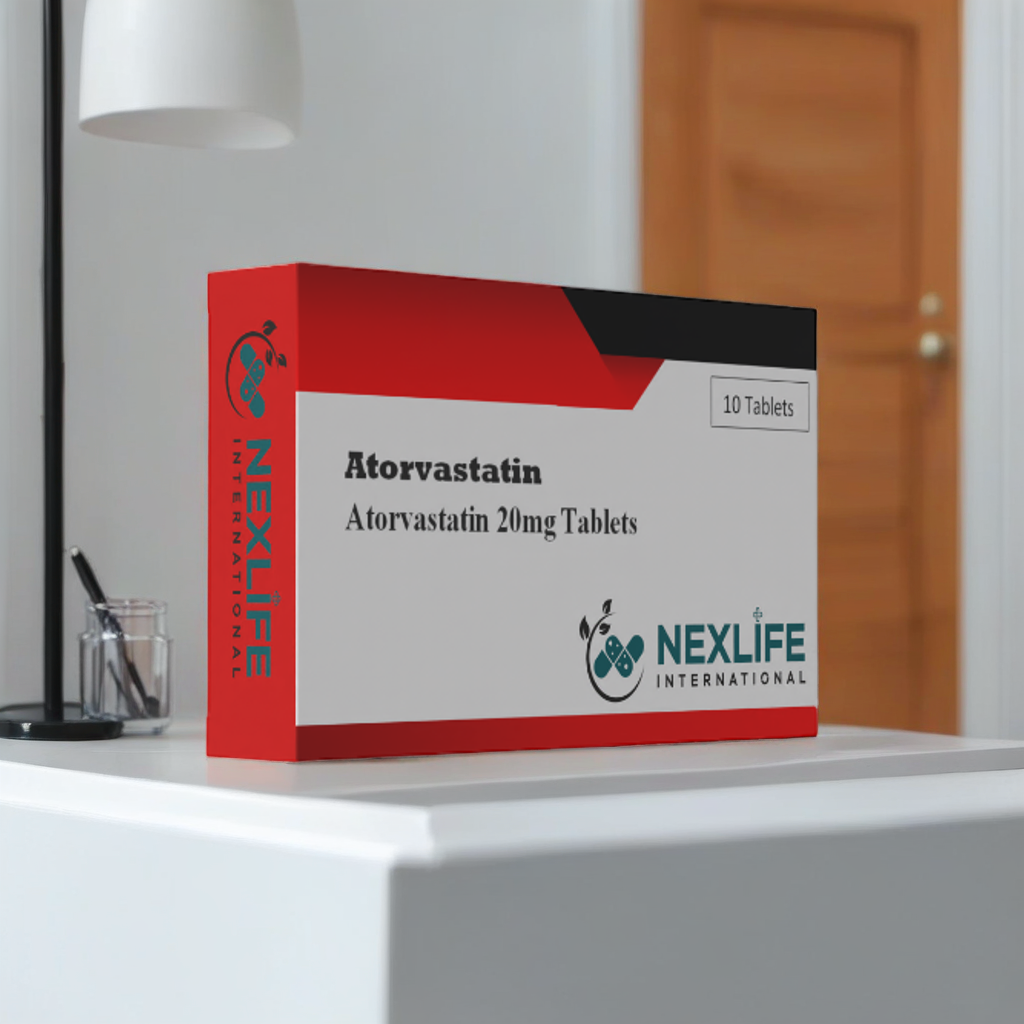 10 Tablets
Atorvastatin
Atorvastatin 20mg Tablets
NEXLIFE
INTERNATIONAL
NEXLIFE
INTERNATIONAL